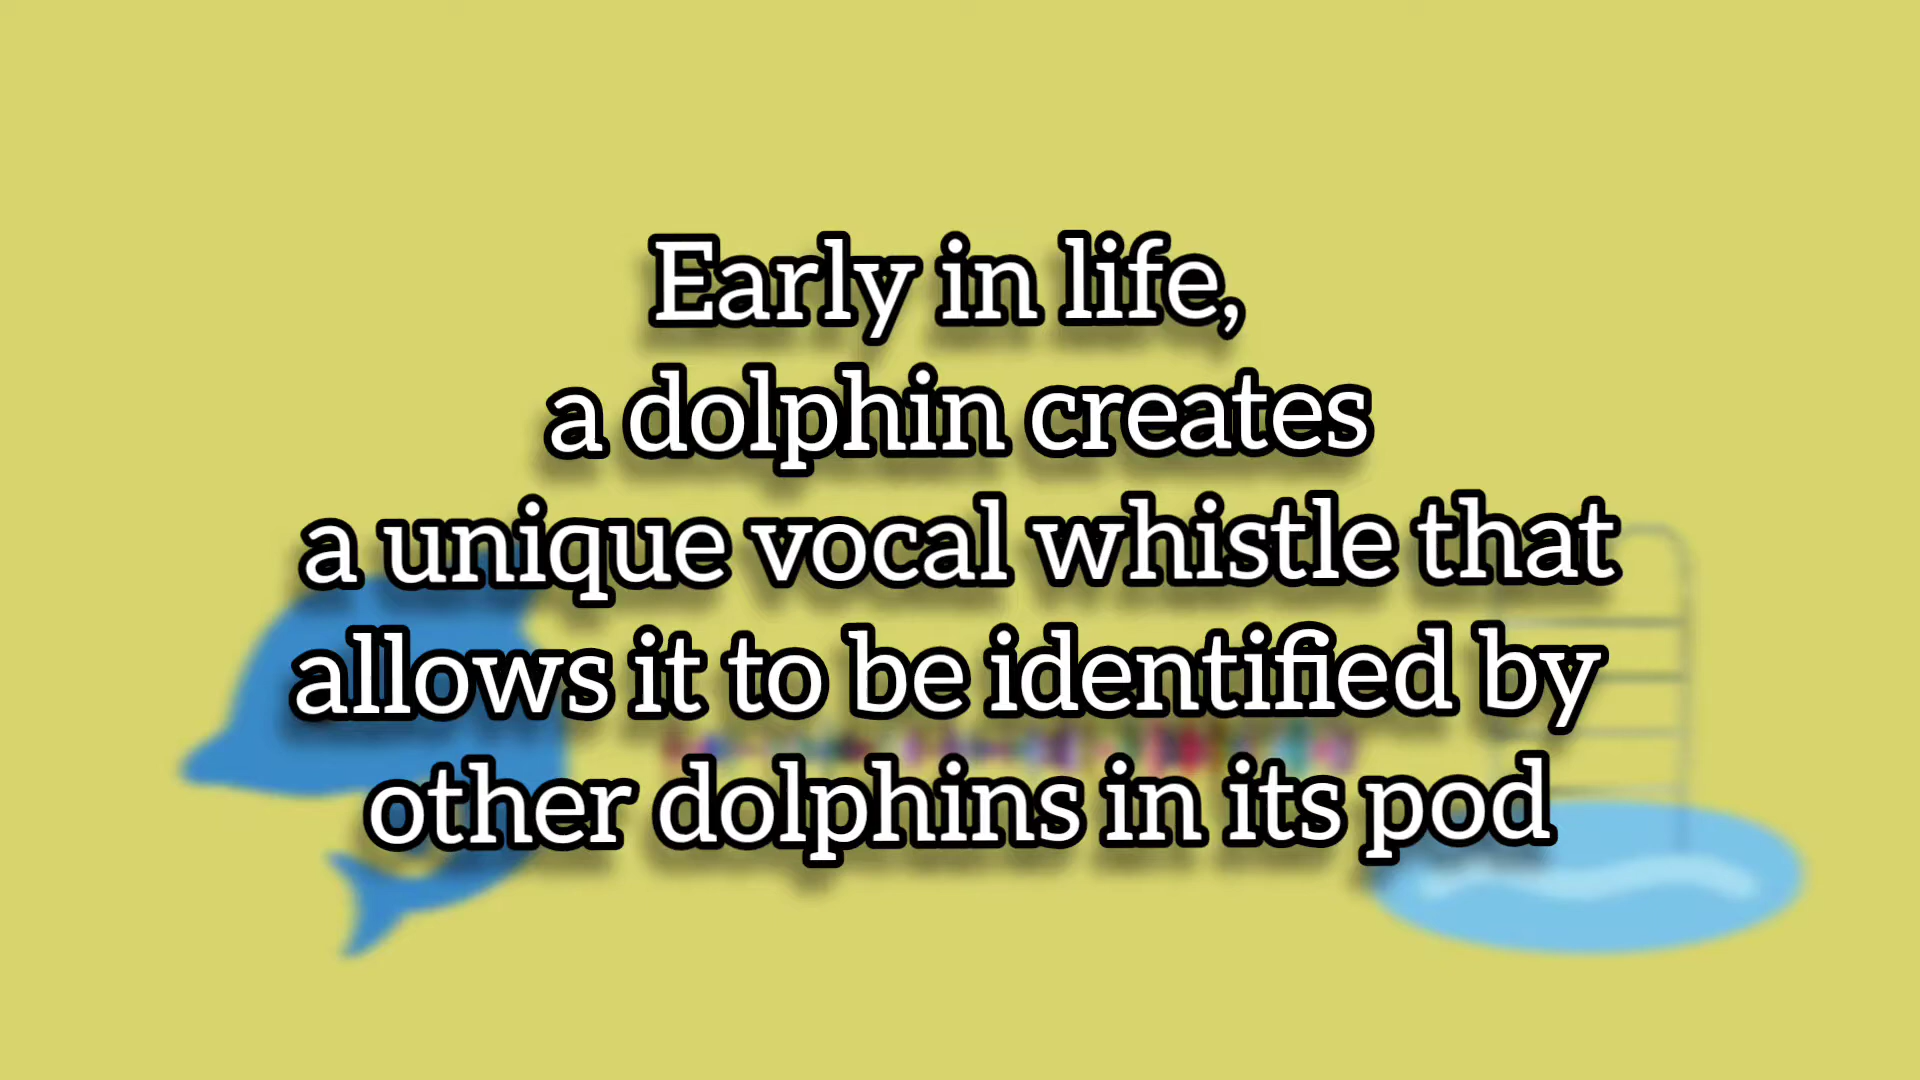 Early in life,
a dolphin creates
a unique vocal whistle that
allows it to be identified by
other dolphins in its pod